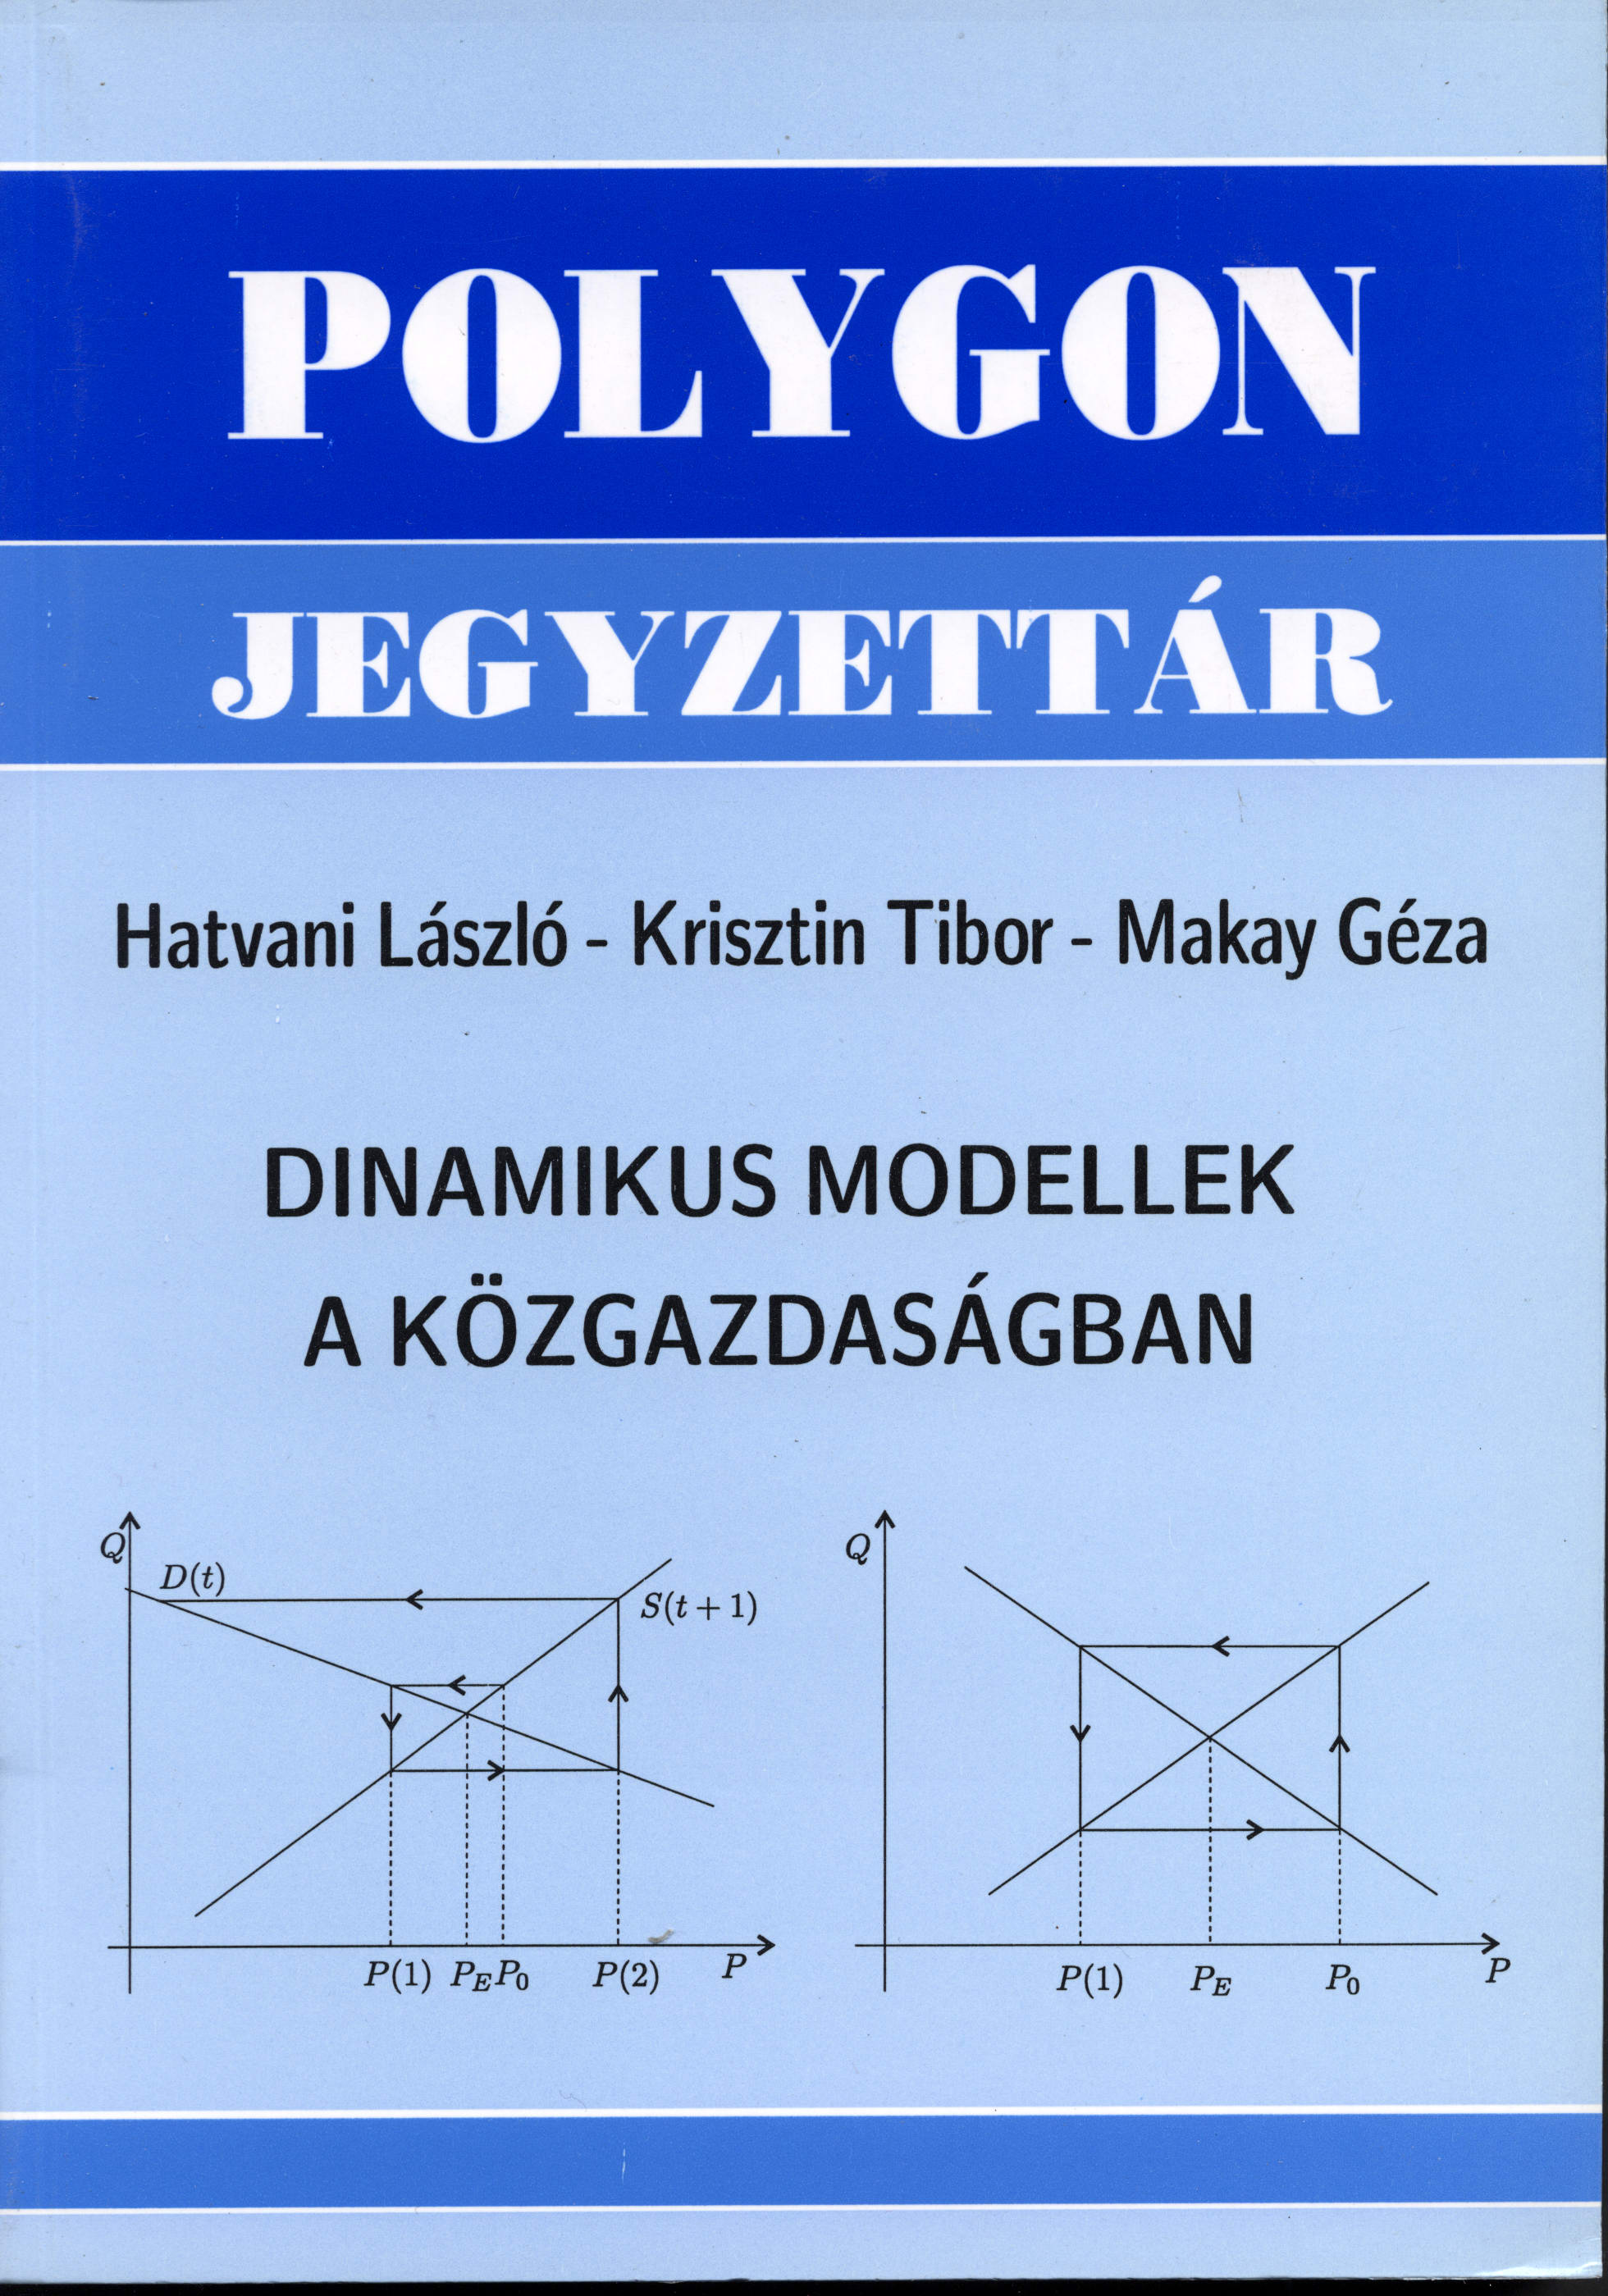 POLYGON
JEGYZETTÁR
Hatvani László - Krisztin Tibor - Makay Géza
DINAMIKUS MODELLEK
A KÖZGAZDASÁGBAN
Q
D(t)
S(t + 1)
P(1) P_E P_0 P(2) P
Q
P(1) P_E P_0 P